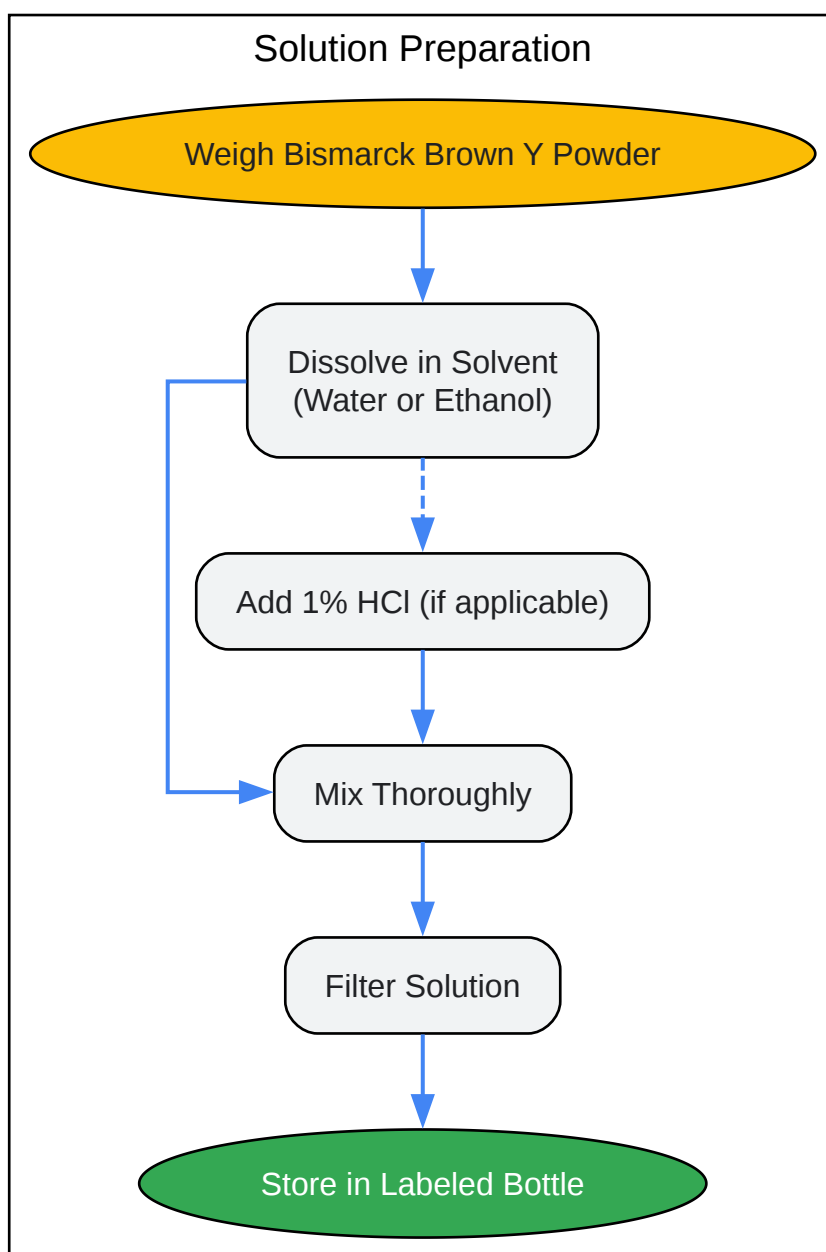 Solution Preparation
Weigh Bismarck Brown Y Powder
Dissolve in Solvent
(Water or Ethanol)
Add 1% HCl (if applicable)
Mix Thoroughly
Filter Solution
Store in Labeled Bottle